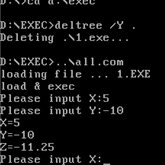 D:\>cd d:\exec
D:\EXEC>deltree /Y .
Deleting .\1.exe...
D:\EXEC>..\all.com
loading file ... 1.EXE
load & exec
Please input X:5
Please input Y:-10
X=5
Y=-10
Z=-11.25
Please input X:_